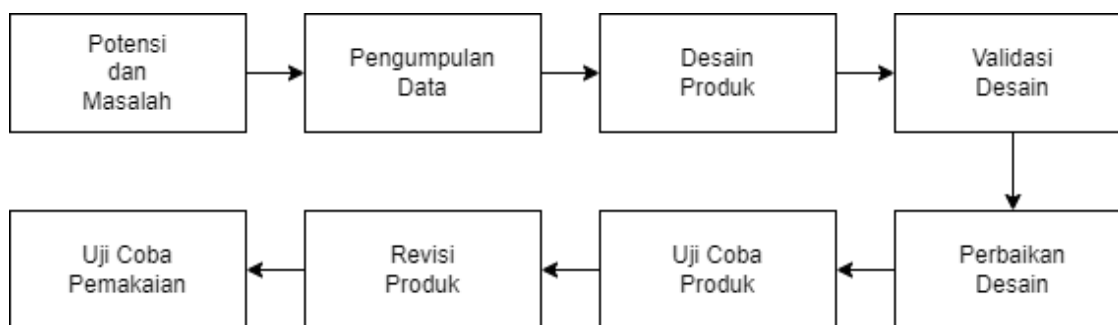 Potensi
dan
Masalah
Pengumpulan
Data
Desain
Produk
Validasi
Desain
Perbaikan
Desain
Uji Coba
Produk
Revisi
Produk
Uji Coba
Pemakaian